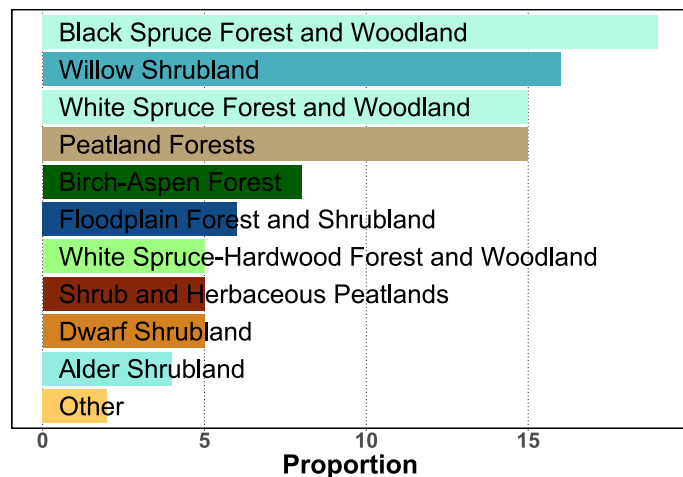 Black Spruce Forest and Woodland
Willow Shrubland
White Spruce Forest and Woodland
Peatland Forests
Birch-Aspen Forest
Floodplain Forest and Shrubland
White Spruce-Hardwood Forest and Woodland
Shrub and Herbaceous Peatlands
Dwarf Shrubland
Alder Shrubland
Other
0 5 10 15
Proportion